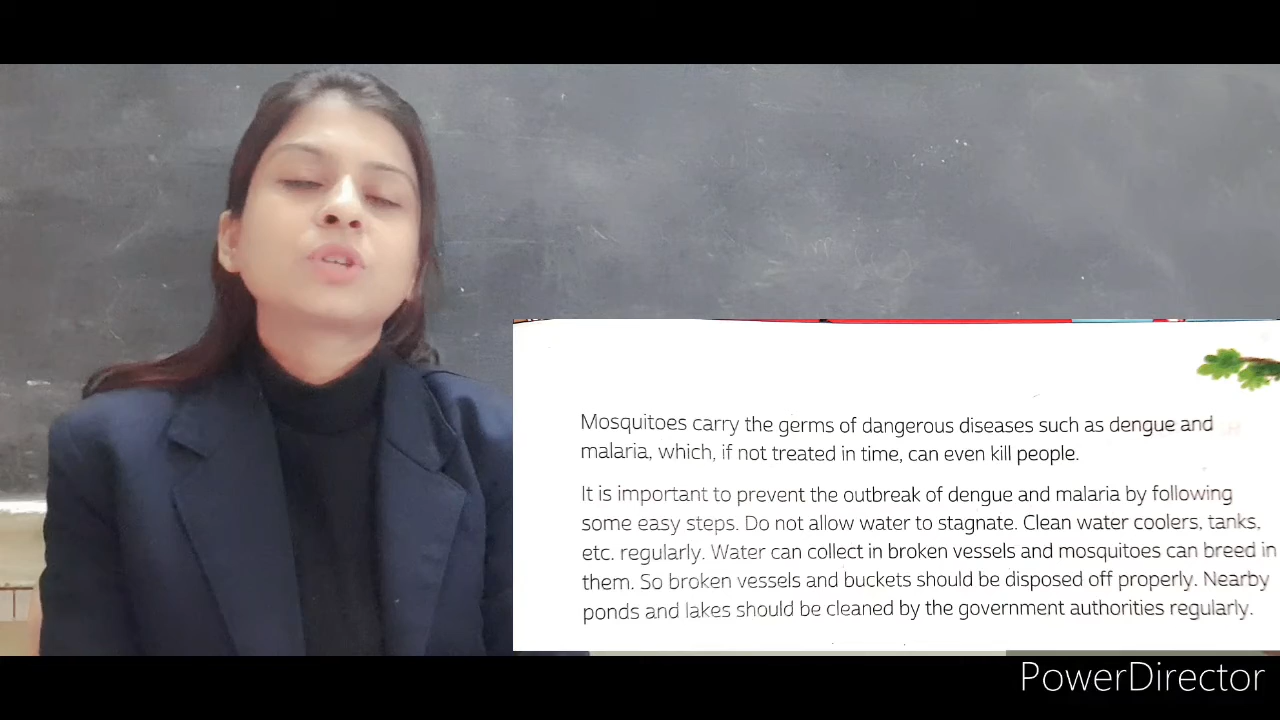 Mosquitoes carry the germs of dangerous diseases such as dengue and
malaria, which, if not treated in time, can even kill people.
It is important to prevent the outbreak of dengue and malaria by following
some easy steps. Do not allow water to stagnate. Clean water coolers, tanks,
etc. regularly. Water can collect in broken vessels and mosquitoes can breed in
them. So broken vessels and buckets should be disposed off properly. Nearby
ponds and lakes should be cleaned by the government authorities regularly.
PowerDirector